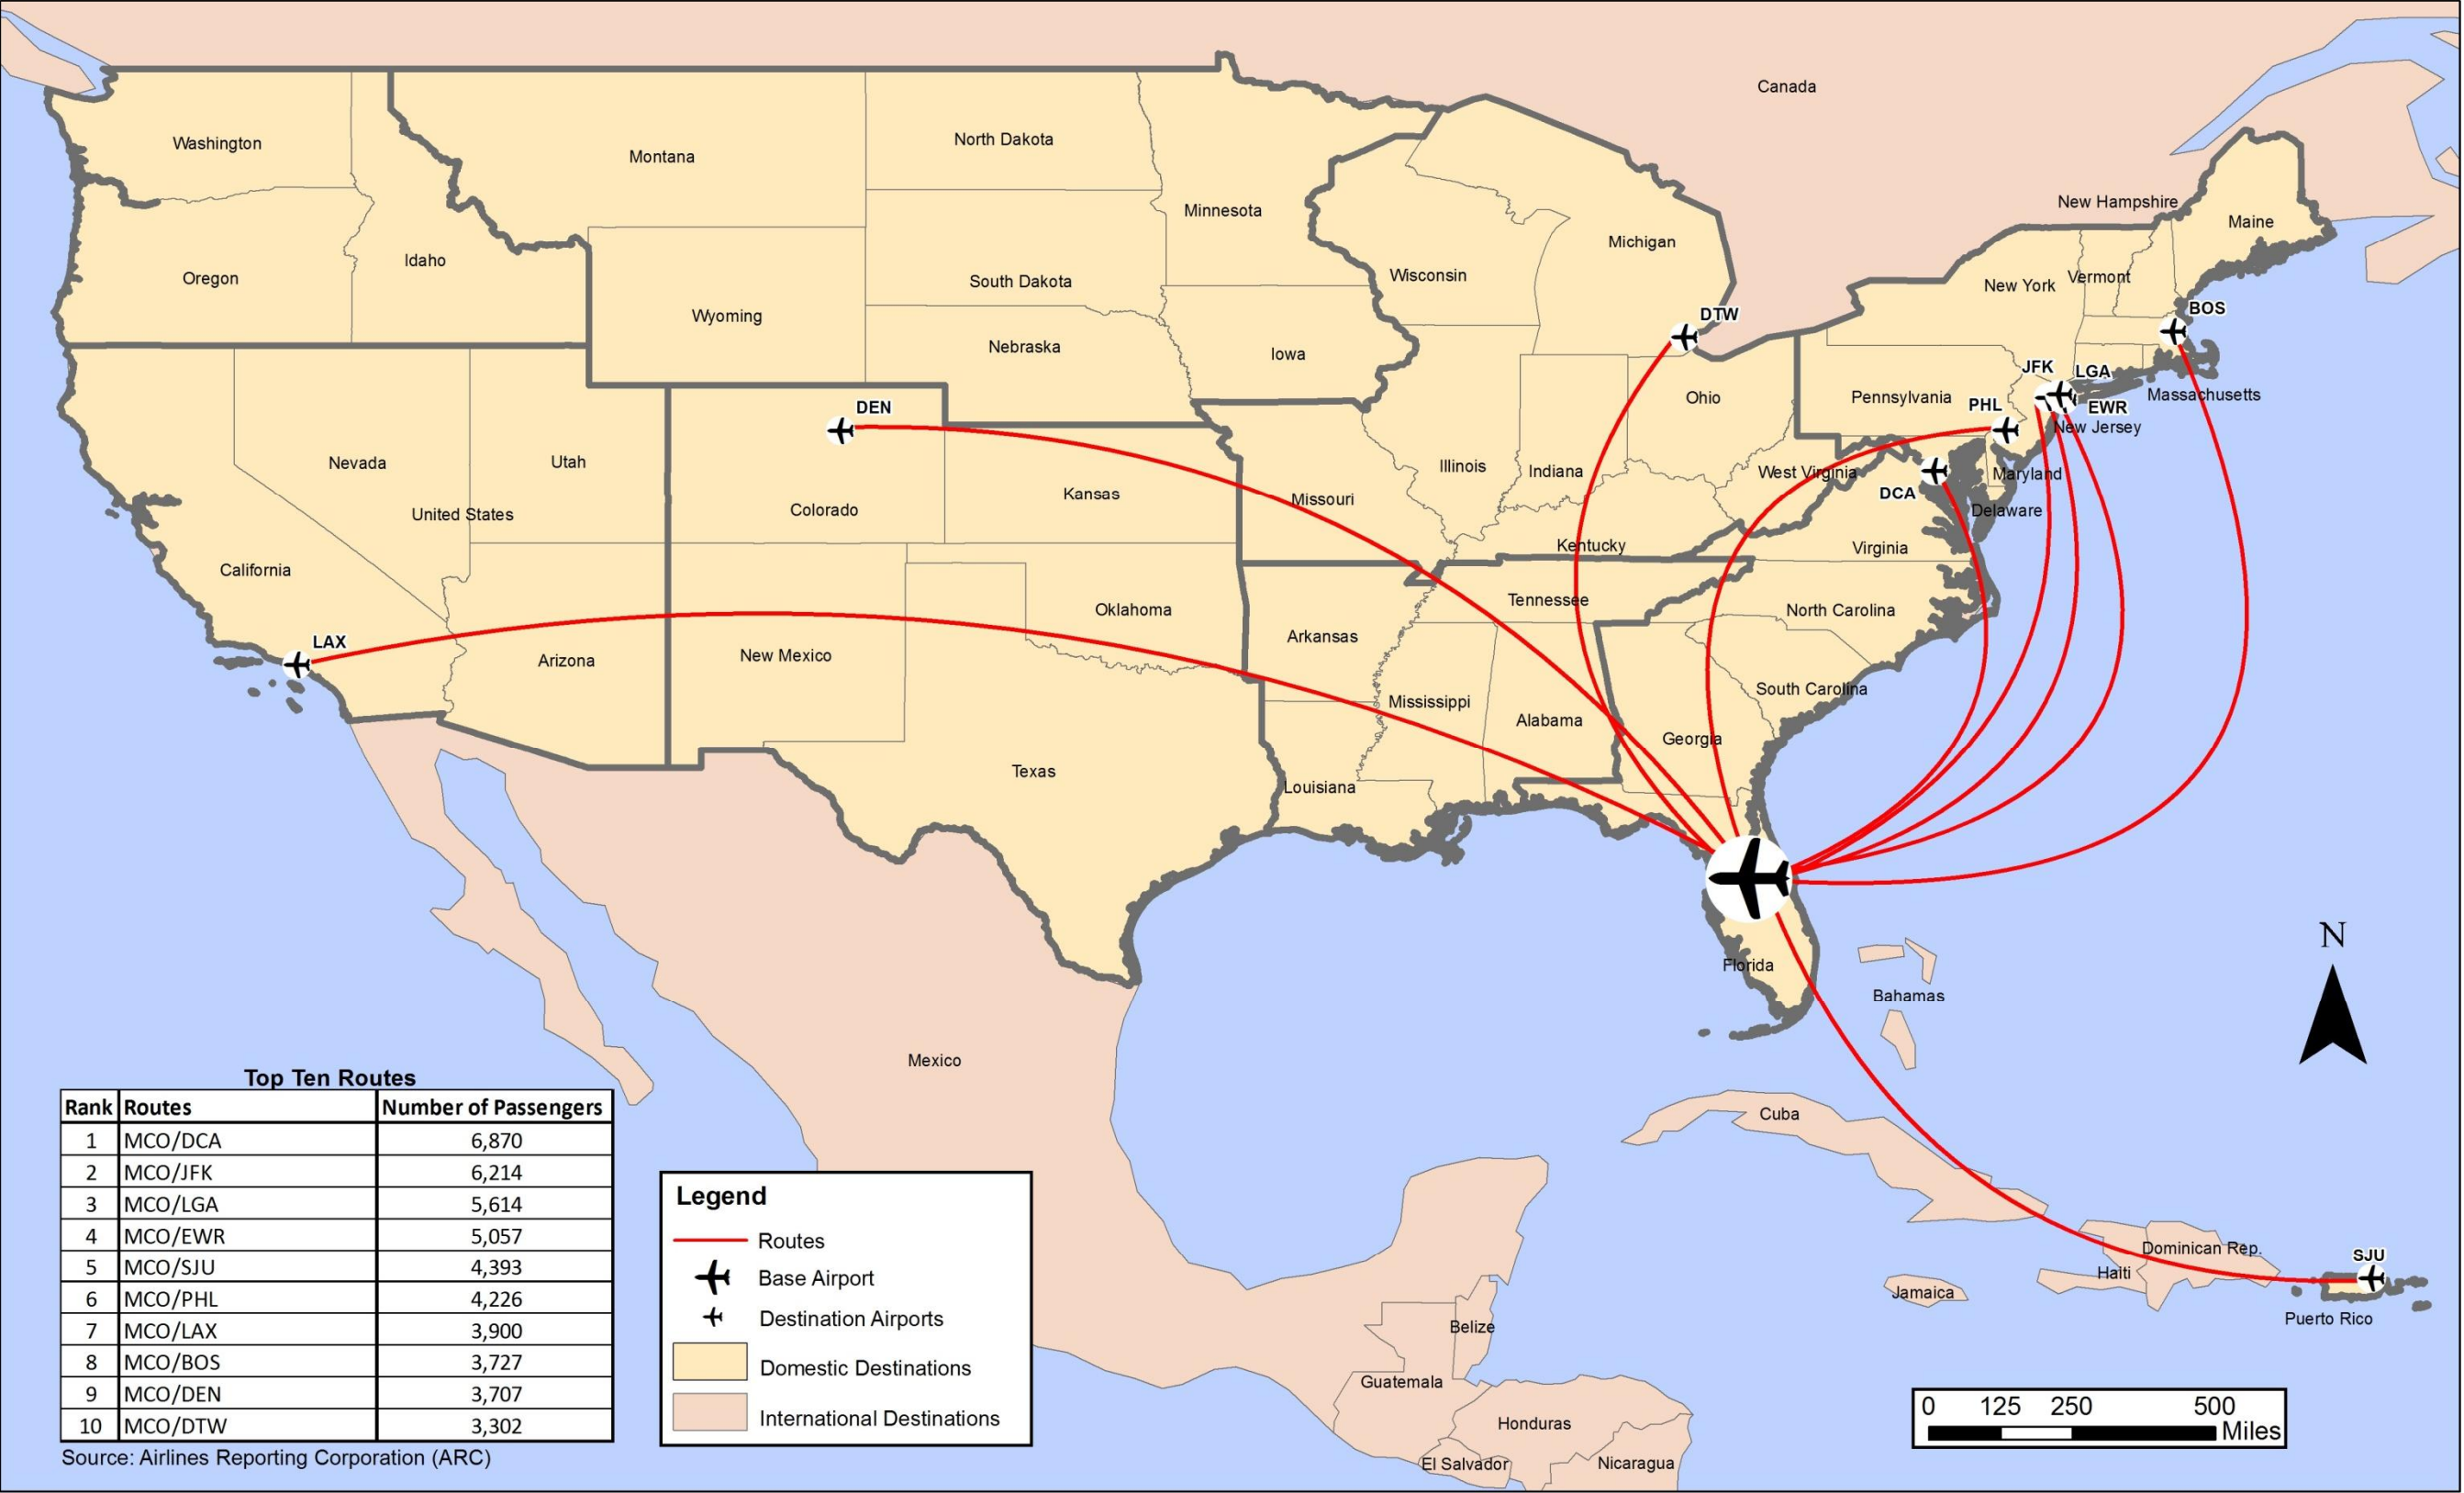 Canada
Washington
Montana
North Dakota
Minnesota
New Hampshire
Maine
Oregon
Idaho
Wyoming
South Dakota
Wisconsin
Michigan
New York
Vermont
BOS
DTW
Nebraska
Iowa
JFK
LGA
Massachusetts
DEN
Ohio
Pennsylvania
PHL
EWR
New Jersey
Nevada
Utah
Illinois
Indiana
West Virginia
Maryland
DCA
Delaware
United States
Colorado
Kansas
Missouri
Kentucky
Virginia
California
Oklahoma
Tennessee
North Carolina
LAX
Arizona
New Mexico
Arkansas
South Carolina
Mississippi
Alabama
Georgia
Texas
Louisiana
N
Florida
Bahamas
Mexico
Cuba
Dominican Rep.
Haiti
SJU
Jamaica
Puerto Rico
Belize
Guatemala
Honduras
El Salvador
Nicaragua
Top Ten Routes
Rank Routes Number of Passengers
1 MCO/DCA 6,870
2 MCO/JFK 6,214
3 MCO/LGA 5,614
4 MCO/EWR 5,057
5 MCO/SJU 4,393
6 MCO/PHL 4,226
7 MCO/LAX 3,900
8 MCO/BOS 3,727
9 MCO/DEN 3,707
10 MCO/DTW 3,302
Source: Airlines Reporting Corporation (ARC)
Legend
Routes
Base Airport
Destination Airports
Domestic Destinations
International Destinations
0 125 250 500
Miles